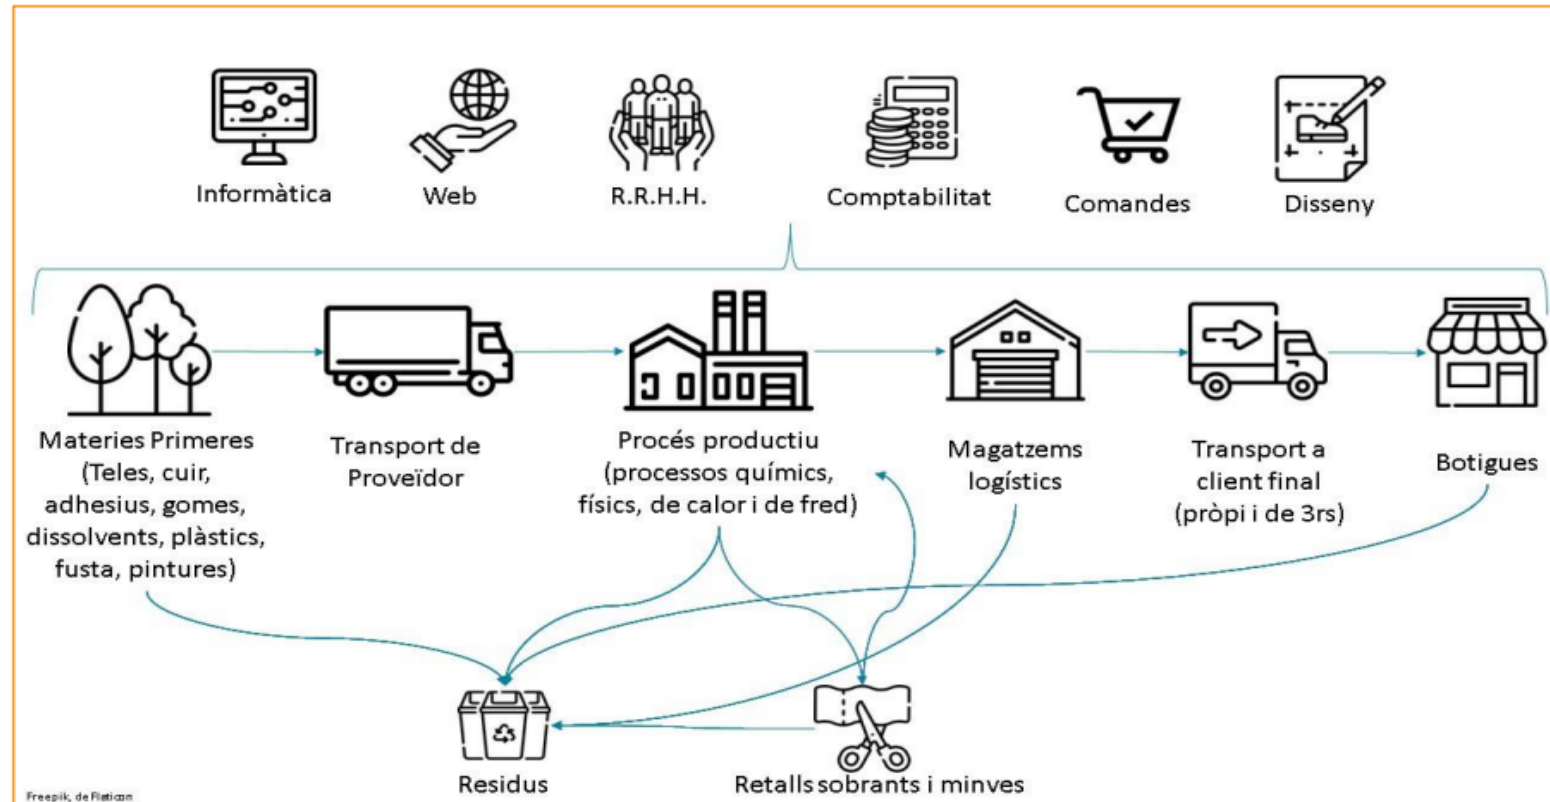 Informàtica
Web
R.R.H.H.
Comptabilitat
Comandes
Disseny
Materies Primeres
(Teles, cuir,
adhesius, gomes,
dissolvents, plàstics,
fusta, pintures)
Transport de
Proveïdor
Procés productiu
(processos químics,
físics, de calor i de fred)
Magatzems
logístics
Transport a
client final
(pròpi i de 3rs)
Botigues
Residus
Retalls sobrants i minves
Freepik, de Flaticon